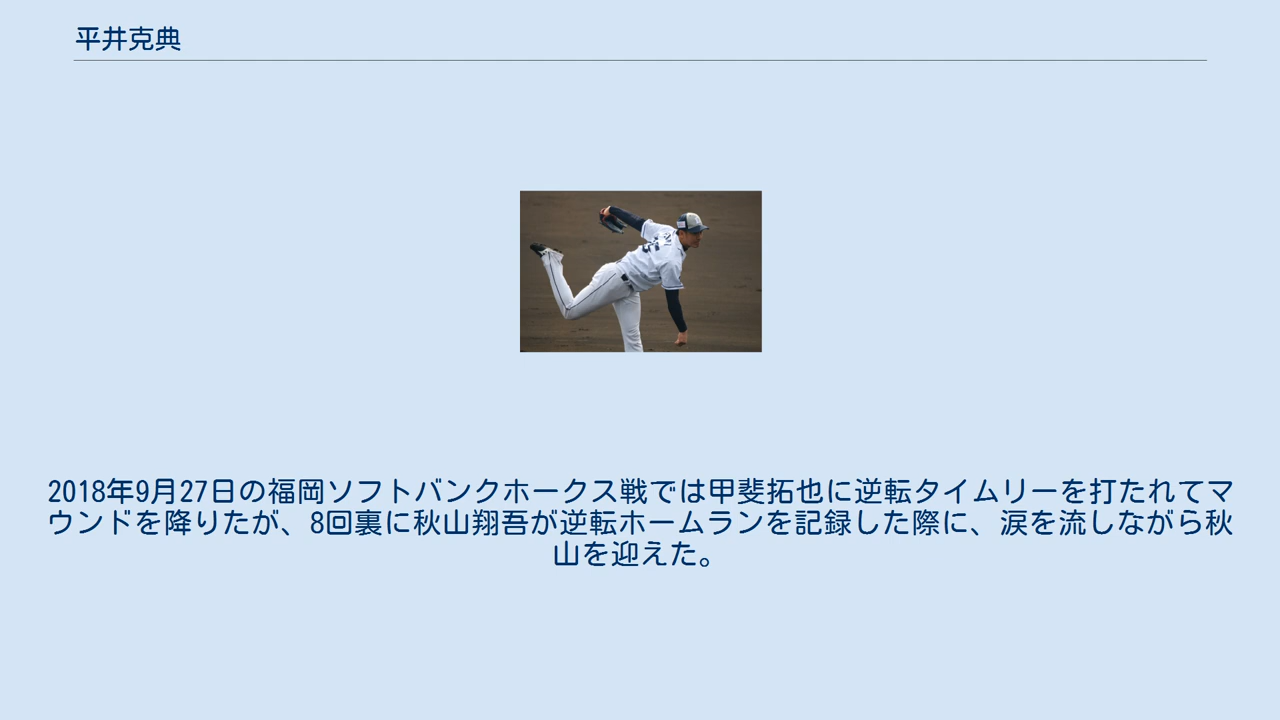 平井克典
2018年9月27日の福岡ソフトバンクホークス戦では甲斐拓也に逆転タイムリーを打たれてマ
ウンドを降りたが、8回裏に秋山翔吾が逆転ホームランを記録した際に、涙を流しながら秋
山を迎えた。